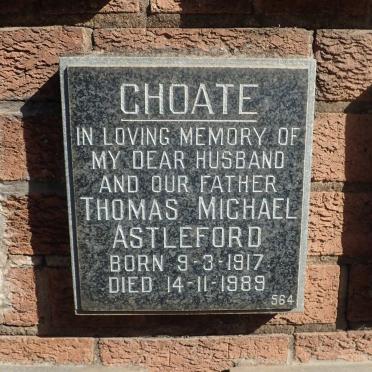 CHOATE
IN LOVING MEMORY OF
MY DEAR HUSBAND
AND OUR FATHER
THOMAS MICHAEL
ASTLEFORD
BORN 9-3-1917
DIED 14-11-1989
564